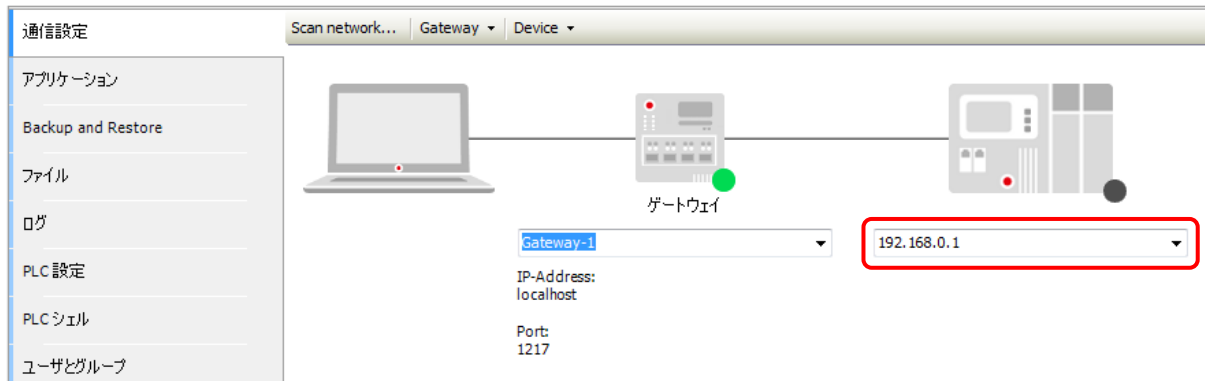 通信設定
アプリケーション
Backup and Restore
ファイル
ログ
PLC 設定
PLC シェル
ユーザとグループ
Scan network... Gateway Device
ゲートウェイ
Gateway-1
192.168.0.1
IP-Address:
localhost
Port:
1217